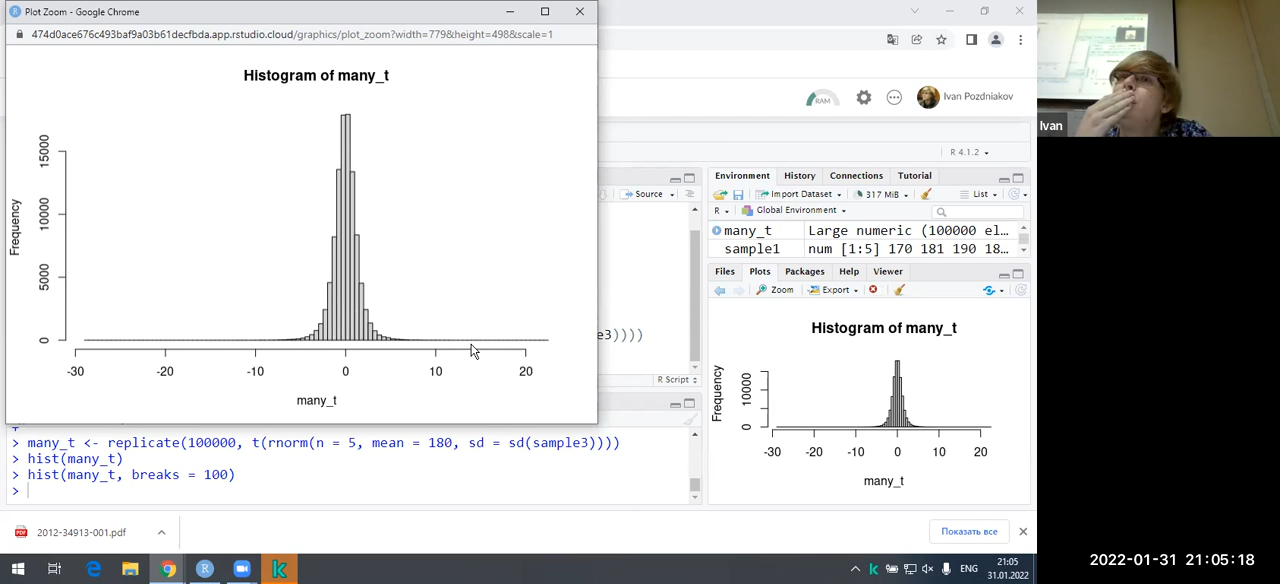 Plot Zoom - Google Chrome
474d0ace676c493baf9a03b61decfbda.app.rstudio.cloud/graphics/plot_zoom?width=779&height=498&scale=1
Histogram of many_t
Frequency
15000
10000
5000
0
-30 -20 -10 0 10 20
many_t
RAM
Ivan Pozdniakov
R 4.1.2
Source
e3))))
R Script
Environment History Connections Tutorial
Import Dataset 317 MiB List
R Global Environment
many_t Large numeric (100000 el...
sample1 num [1:5] 170 181 190 18...
Files Plots Packages Help Viewer
Zoom Export
Histogram of many_t
Frequency
10000
0
-30 -20 -10 0 10 20
many_t
+
> many_t <- replicate(100000, t(rnorm(n = 5, mean = 180, sd = sd(sample3))))
> hist(many_t)
> hist(many_t, breaks = 100)
>
2012-34913-001.pdf
Показать все
ENG
21:05
31.01.2022
Ivan
2022-01-31 21:05:18